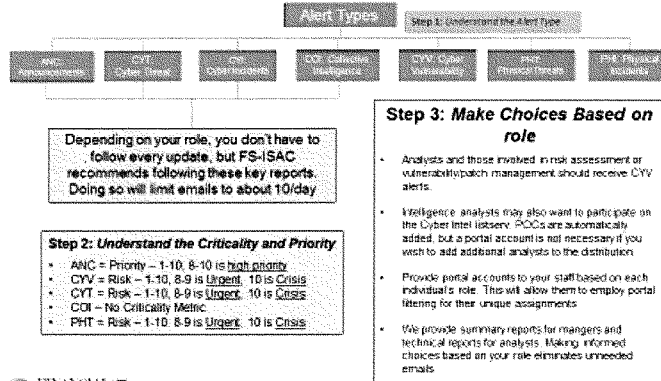 Alert Types
Step 1: Understand the Alert Type
ANC:
Announcements
CYT:
Cyber Threat
CYI:
Cyber Incidents
COI: Collective
Intelligence
CYV: Cyber
Vulnerability
PHT:
Physical Threats
PHI: Physical
Incidents
Depending on your role, you don't have to
follow every update, but FS-ISAC
recommends following these key reports.
Doing so will limit emails to about 10/day
Step 2: Understand the Criticality and Priority
• ANC = Priority – 1-10, 8-10 is high priority
• CYV = Risk – 1-10, 8-9 is Urgent, 10 is Crisis
• CYT = Risk – 1-10, 8-9 is Urgent, 10 is Crisis
• COI – No Criticality Metric
• PHT = Risk – 1-10, 8-9 is Urgent, 10 is Crisis
Step 3: Make Choices Based on
role
• Analysts and those involved in risk assessment or
vulnerability/patch management should receive CYV
alerts.
• Intelligence analysts may also want to participate on
the Cyber Intel listserv. POCs are automatically
added, but a portal account is not necessary if you
wish to add additional analysts to the distribution
• Provide portal accounts to your staff based on each
individual's role. This will allow them to employ portal
filtering for their unique assignments
• We provide summary reports for mangers and
technical reports for analysts. Making informed
choices based on your role eliminates unneeded
emails